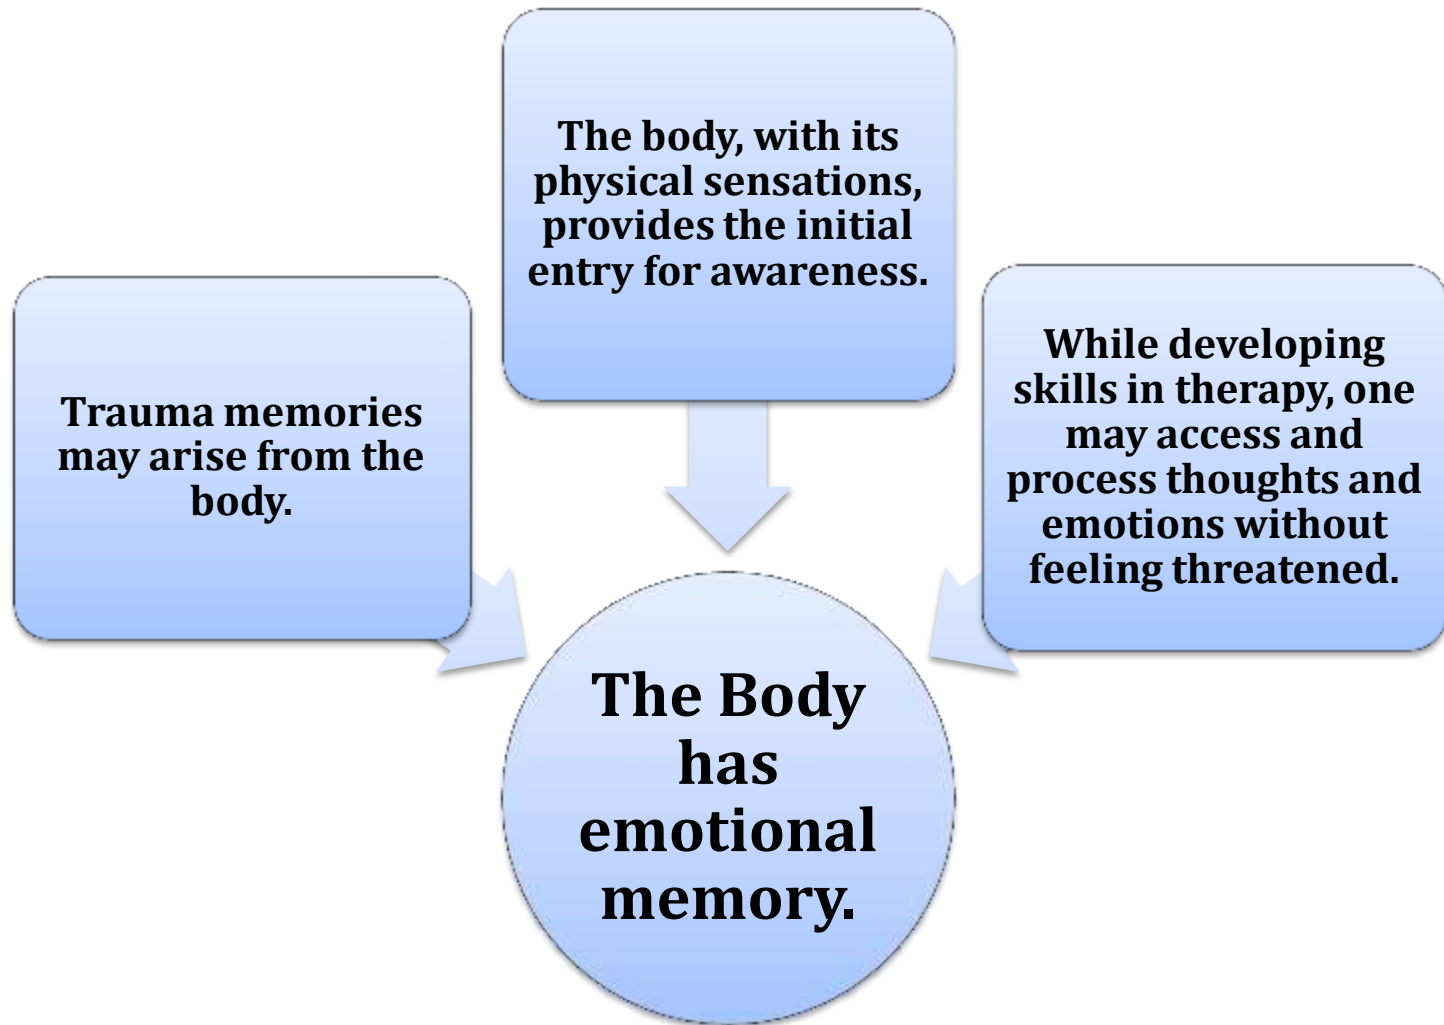 Trauma memories
may arise from the
body.
The body, with its
physical sensations,
provides the initial
entry for awareness.
While developing
skills in therapy, one
may access and
process thoughts and
emotions without
feeling threatened.
The Body
has
emotional
memory.